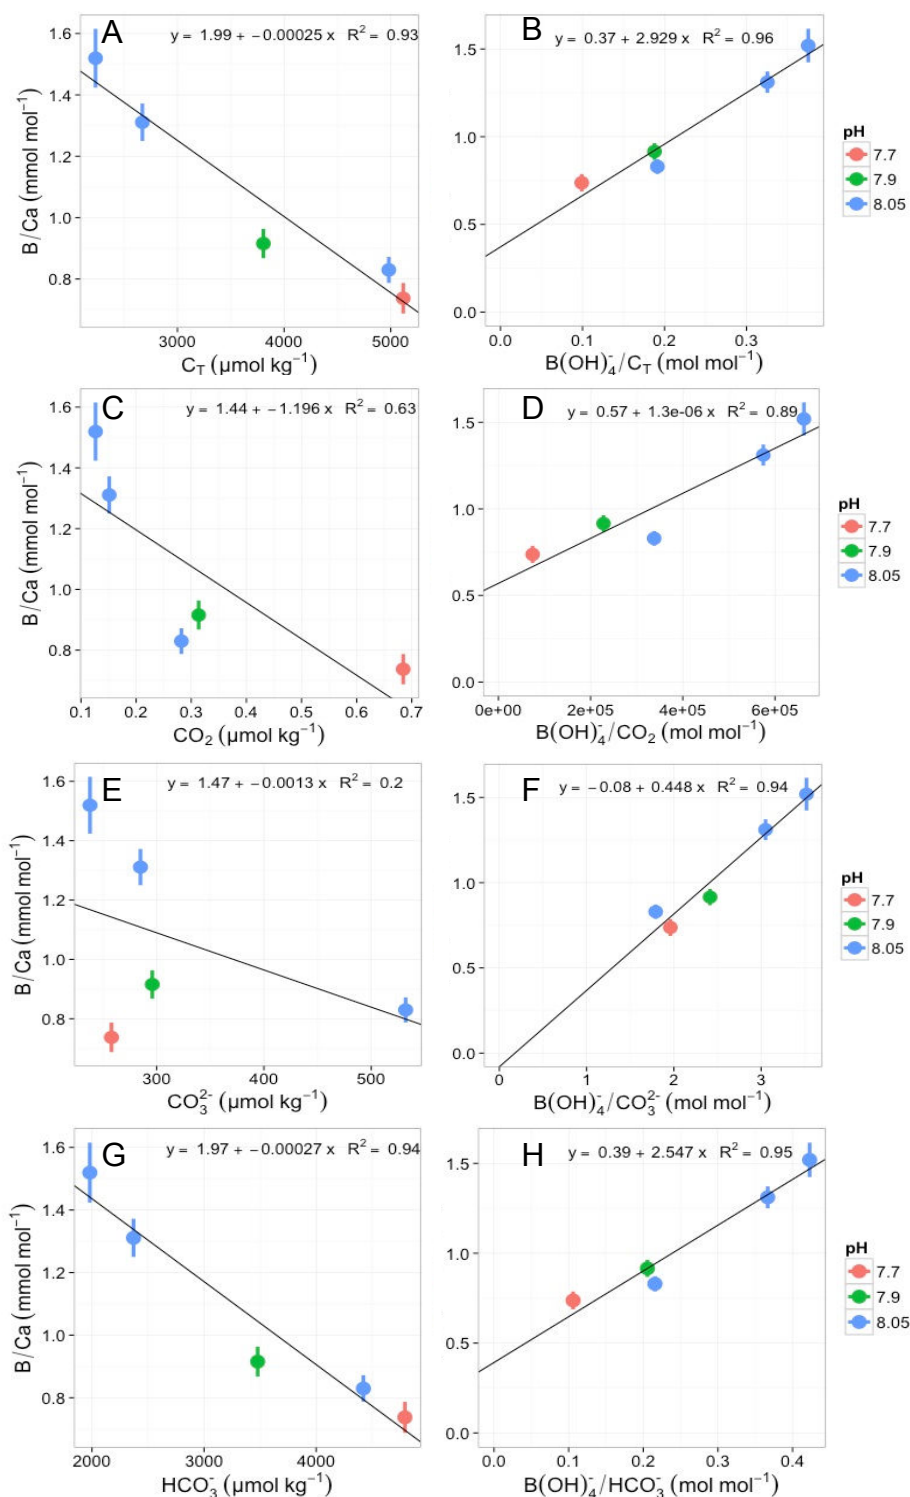 A
y = 1.99 + −0.00025 x R² = 0.93
B/Ca (mmol mol⁻¹)
1.6
1.4
1.2
1.0
0.8
3000 4000 5000
C_T (µmol kg⁻¹)
B
y = 0.37 + 2.929 x R² = 0.96
1.5
1.0
0.5
0.0
0.0 0.1 0.2 0.3
B(OH)₄⁻/C_T (mol mol⁻¹)
pH
7.7
7.9
8.05
C
y = 1.44 + −1.196 x R² = 0.63
B/Ca (mmol mol⁻¹)
1.6
1.4
1.2
1.0
0.8
0.1 0.2 0.3 0.4 0.5 0.6 0.7
CO₂ (µmol kg⁻¹)
D
y = 0.57 + 1.3e−06 x R² = 0.89
1.5
1.0
0.5
0.0
0e+00 2e+05 4e+05 6e+05
B(OH)₄⁻/CO₂ (mol mol⁻¹)
pH
7.7
7.9
8.05
E
y = 1.47 + −0.0013 x R² = 0.2
B/Ca (mmol mol⁻¹)
1.6
1.4
1.2
1.0
0.8
300 400 500
CO₃²⁻ (µmol kg⁻¹)
F
y = −0.08 + 0.448 x R² = 0.94
1.5
1.0
0.5
0.0
0 1 2 3
B(OH)₄⁻/CO₃²⁻ (mol mol⁻¹)
pH
7.7
7.9
8.05
G
y = 1.97 + −0.00027 x R² = 0.94
B/Ca (mmol mol⁻¹)
1.6
1.4
1.2
1.0
0.8
2000 3000 4000
HCO₃⁻ (µmol kg⁻¹)
H
y = 0.39 + 2.547 x R² = 0.95
1.5
1.0
0.5
0.0
0.0 0.1 0.2 0.3 0.4
B(OH)₄⁻/HCO₃⁻ (mol mol⁻¹)
pH
7.7
7.9
8.05